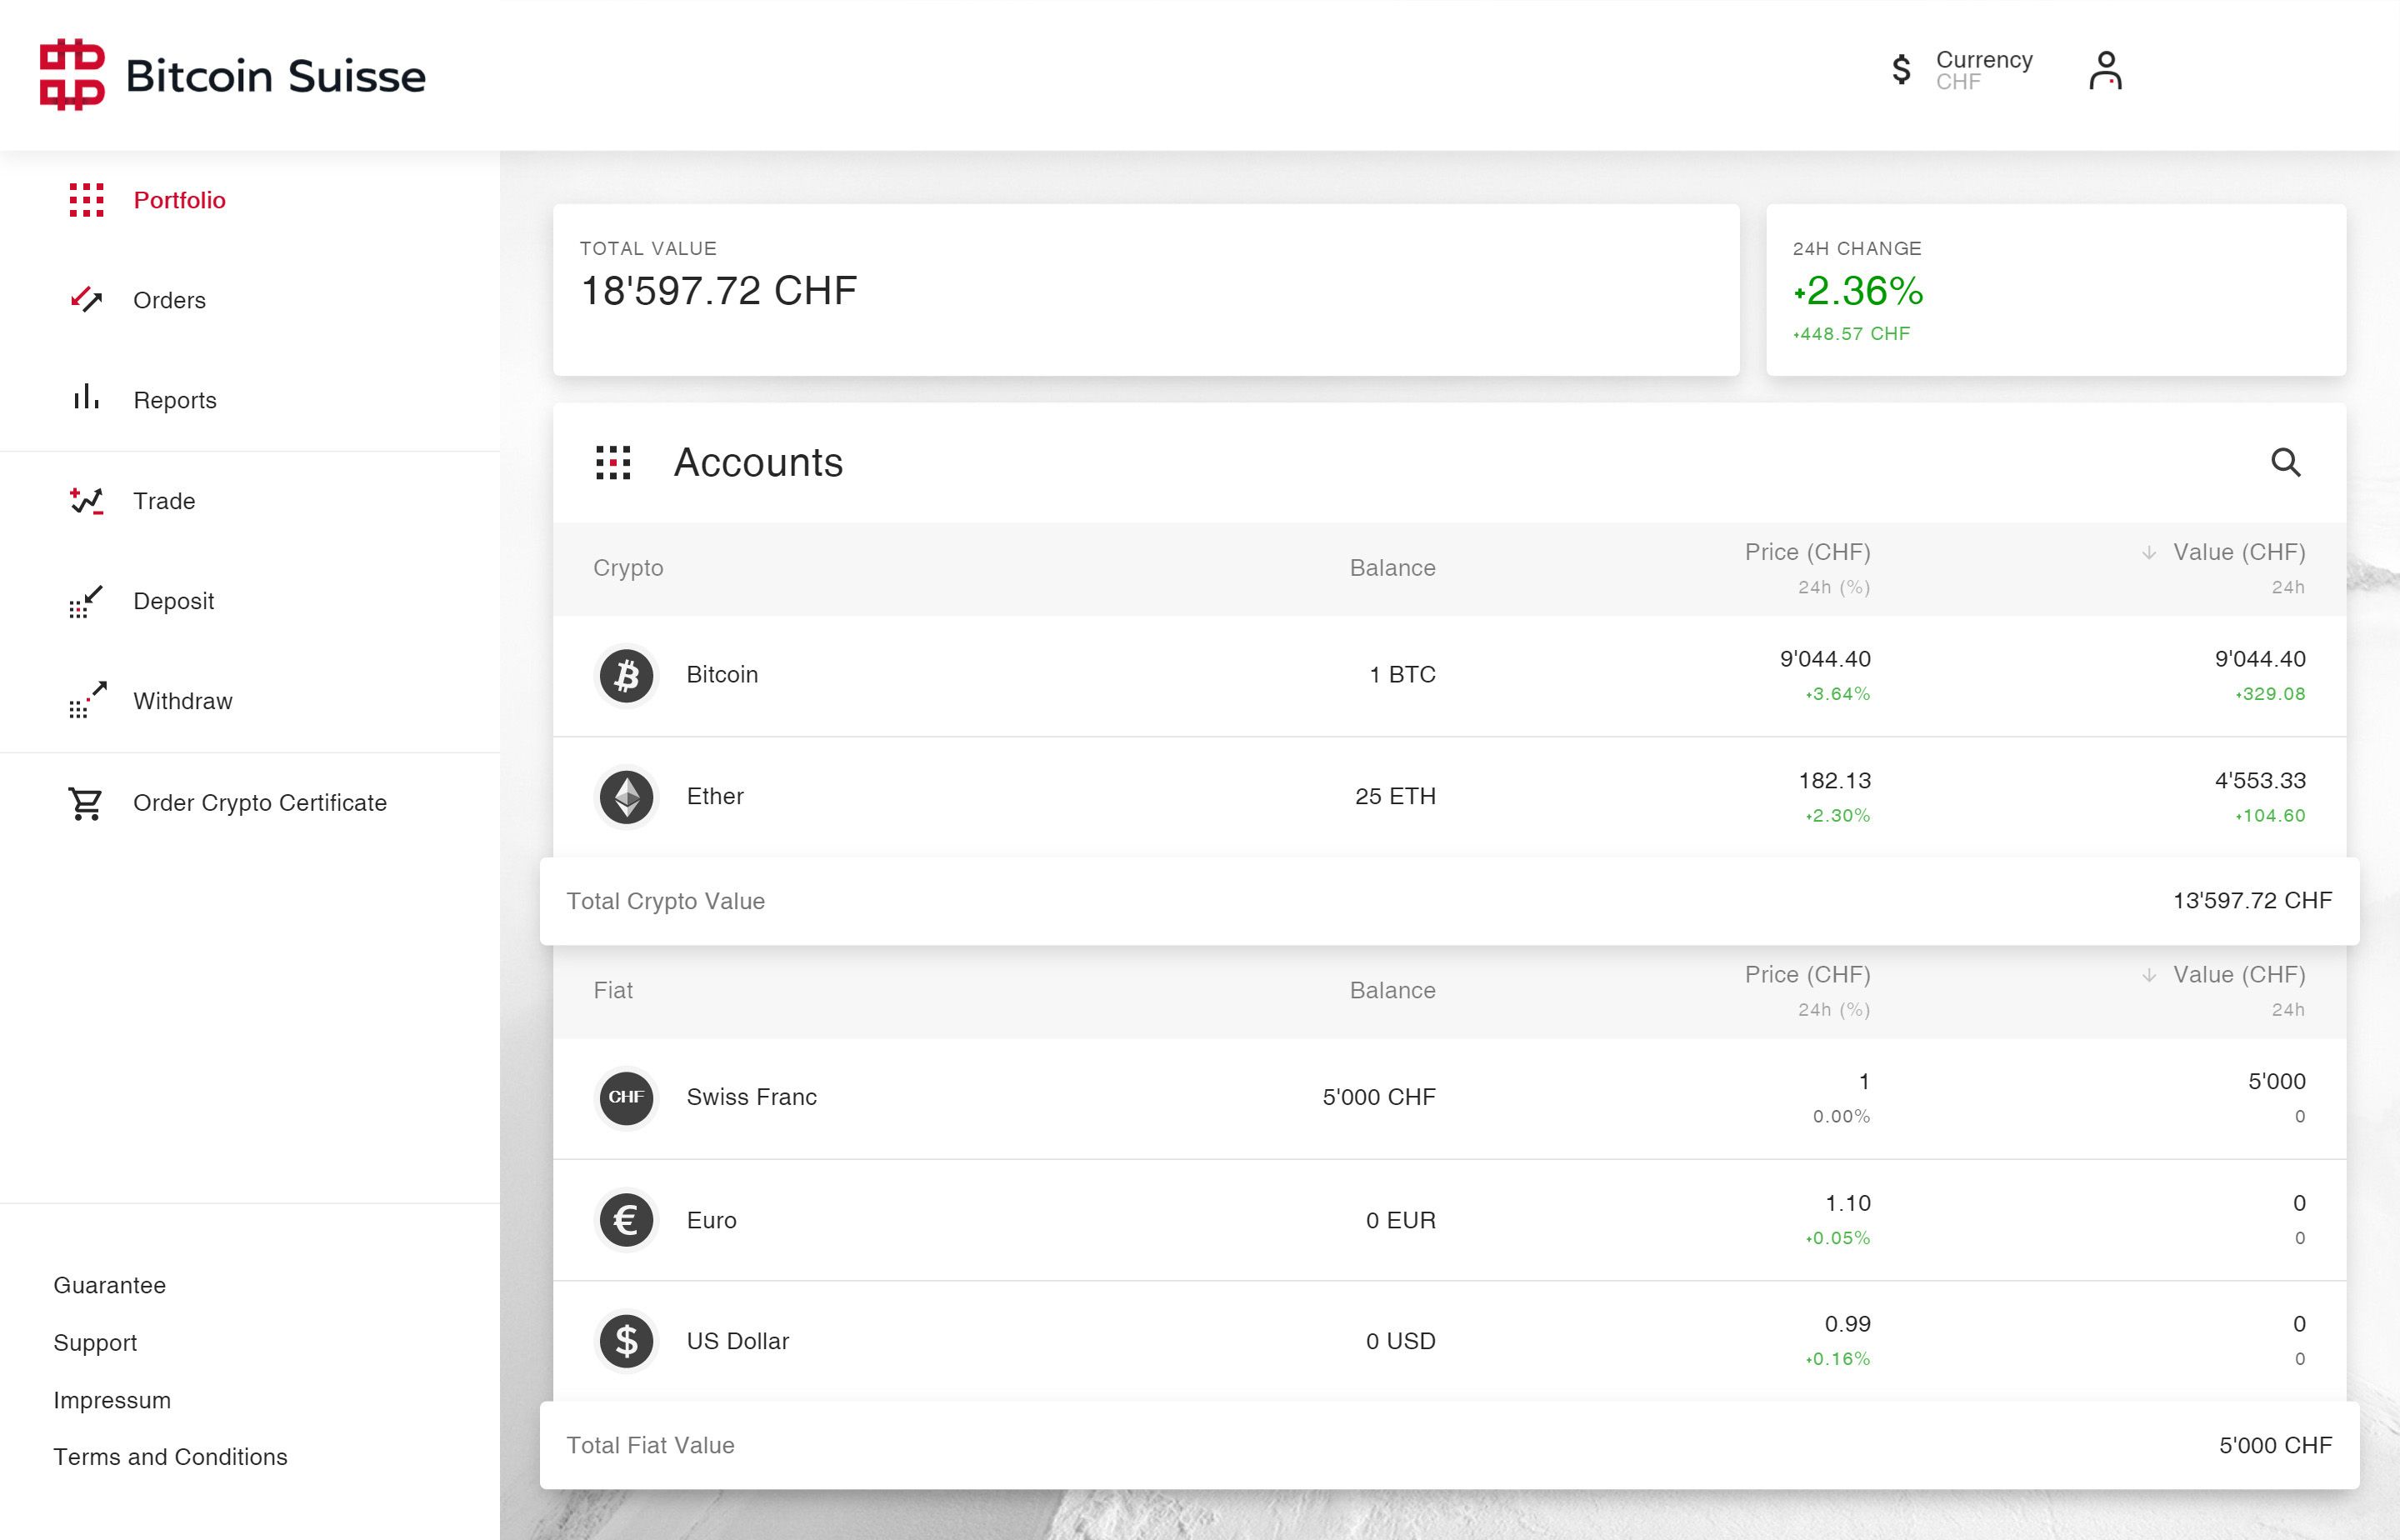 Bitcoin Suisse
$ Currency
CHF
Portfolio
Orders
Reports
Trade
Deposit
Withdraw
Order Crypto Certificate
Guarantee
Support
Impressum
Terms and Conditions
TOTAL VALUE
18'597.72 CHF
24H CHANGE
+2.36%
+448.57 CHF
Accounts
Crypto Balance Price (CHF) ↓ Value (CHF)
24h (%) 24h
Bitcoin 1 BTC 9'044.40 9'044.40
+3.64% +329.08
Ether 25 ETH 182.13 4'553.33
+2.30% +104.60
Total Crypto Value 13'597.72 CHF
Fiat Balance Price (CHF) ↓ Value (CHF)
24h (%) 24h
CHF Swiss Franc 5'000 CHF 1 5'000
0.00% 0
€ Euro 0 EUR 1.10 0
+0.05% 0
$ US Dollar 0 USD 0.99 0
+0.16% 0
Total Fiat Value 5'000 CHF